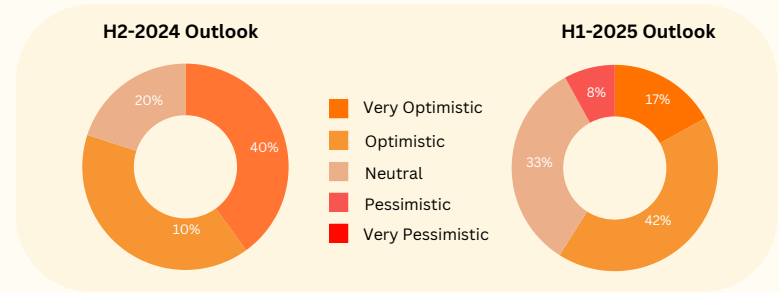 H2-2024 Outlook
20%
40%
10%
Very Optimistic
Optimistic
Neutral
Pessimistic
Very Pessimistic
H1-2025 Outlook
8%
17%
33%
42%